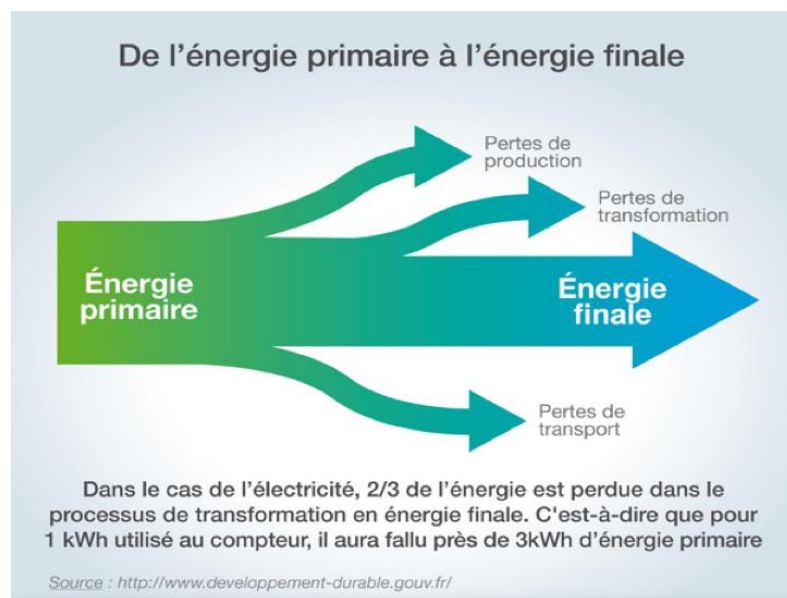 De l’énergie primaire à l’énergie finale
Pertes de
production
Pertes de
transformation
Énergie
primaire
Énergie
finale
Pertes de
transport
Dans le cas de l’électricité, 2/3 de l’énergie est perdue dans le
processus de transformation en énergie finale. C'est-à-dire que pour
1 kWh utilisé au compteur, il aura fallu près de 3kWh d’énergie primaire
Source : http://www.developpement-durable.gouv.fr/